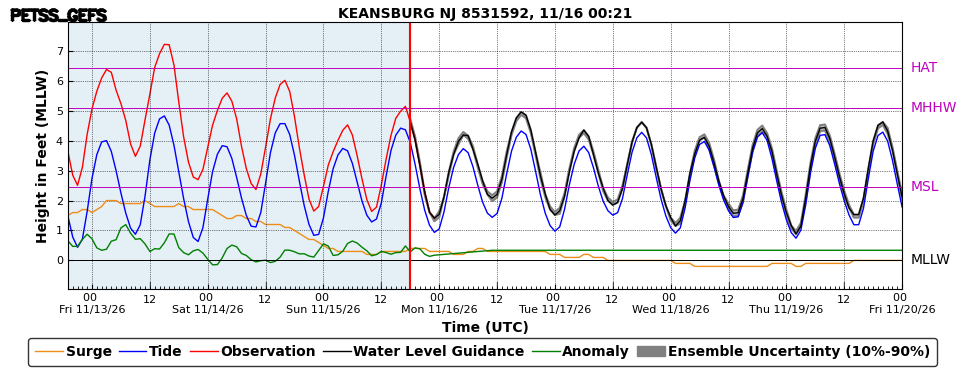 PETSS_GEFS
KEANSBURG NJ 8531592, 11/16 00:21
Height in Feet (MLLW)
7
6
5
4
3
2
1
0
HAT
MHHW
MSL
MLLW
00 12 00 12 00 12 00 12 00 12 00 12 00 12 00
Fri 11/13/26 Sat 11/14/26 Sun 11/15/26 Mon 11/16/26 Tue 11/17/26 Wed 11/18/26 Thu 11/19/26 Fri 11/20/26
Time (UTC)
Surge Tide Observation Water Level Guidance Anomaly Ensemble Uncertainty (10%-90%)